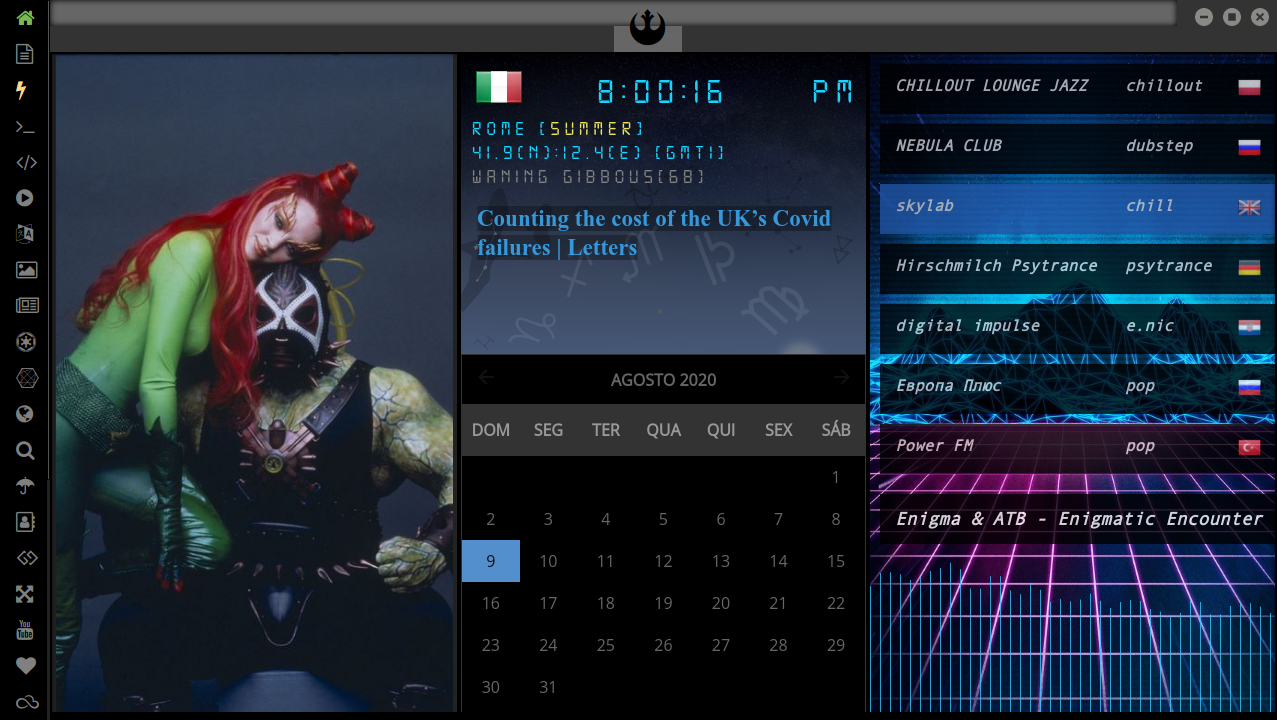 8:00:16 PM
ROME [SUMMER]
41.9(N):12.4(E) [GMT1]
WANING GIBBOUS[68]
Counting the cost of the UK’s Covid
failures | Letters
AGOSTO 2020
DOM SEG TER QUA QUI SEX SÁB
1
2 3 4 5 6 7 8
9 10 11 12 13 14 15
16 17 18 19 20 21 22
23 24 25 26 27 28 29
30 31
CHILLOUT LOUNGE JAZZ chillout
NEBULA CLUB dubstep
skylab chill
Hirschmilch Psytrance psytrance
digital impulse e.nic
Европа Плюс pop
Power FM pop
Enigma & ATB - Enigmatic Encounter
You
Tube